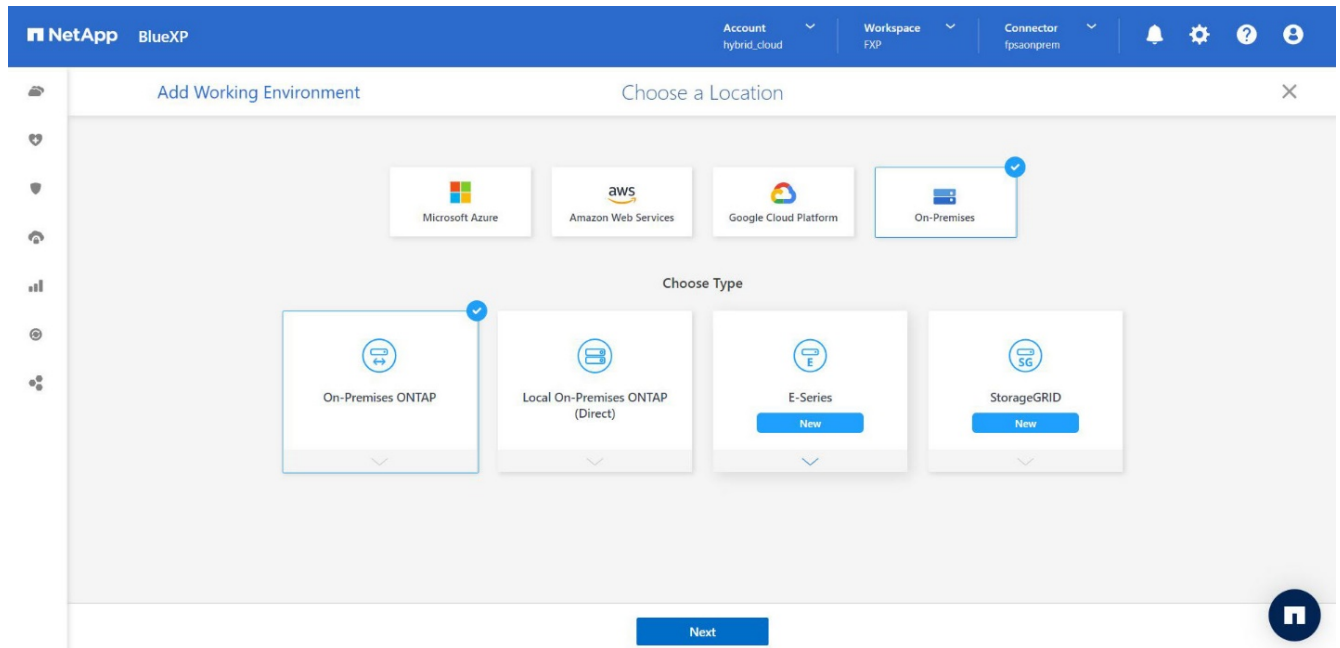 NetApp BlueXP
Account
hybrid_cloud
Workspace
FXP
Connector
fpsaonprem
Add Working Environment
Choose a Location
Microsoft Azure
aws
Amazon Web Services
Google Cloud Platform
On-Premises
Choose Type
On-Premises ONTAP
Local On-Premises ONTAP
(Direct)
E
E-Series
New
SG
StorageGRID
New
Next